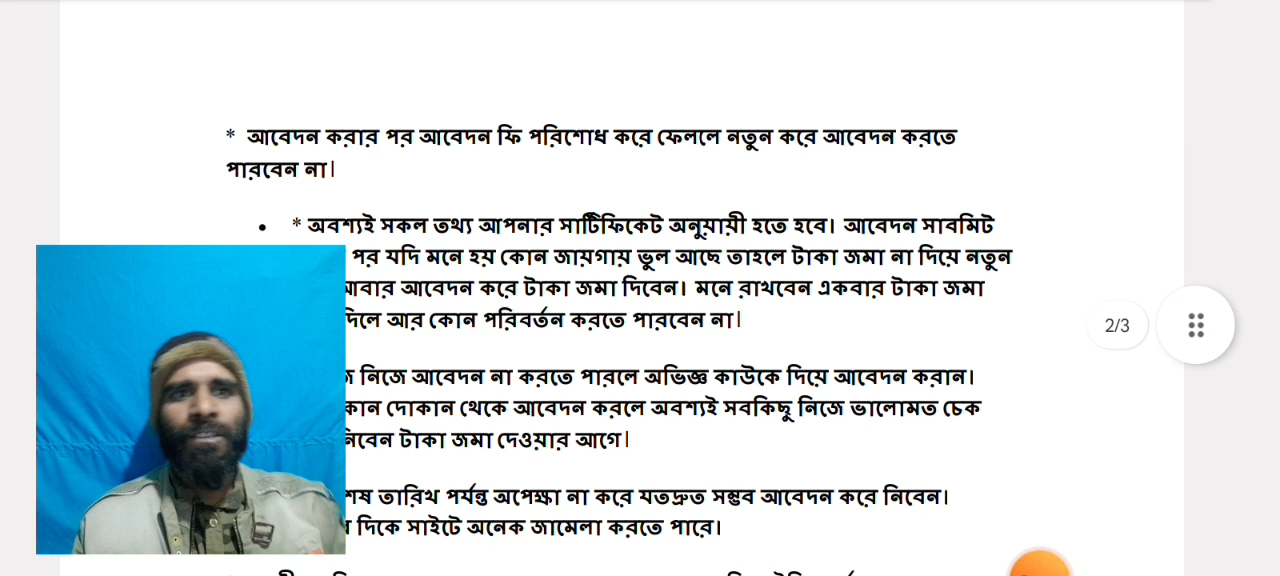 * আবেদন করার পর আবেদন ফি পরিশোধ করে ফেললে নতুন করে আবেদন করতে
পারবেন না।
• * অবশ্যই সকল তথ্য আপনার সার্টিফিকেট অনুযায়ী হতে হবে। আবেদন সাবমিট
পর যদি মনে হয় কোন জায়গায় ভুল আছে তাহলে টাকা জমা না দিয়ে নতুন
আবার আবেদন করে টাকা জমা দিবেন। মনে রাখবেন একবার টাকা জমা
দিলে আর কোন পরিবর্তন করতে পারবেন না।
2/3
নিজে আবেদন না করতে পারলে অভিজ্ঞ কাউকে দিয়ে আবেদন করান।
কোন দোকান থেকে আবেদন করলে অবশ্যই সবকিছু নিজে ভালোমত চেক
নিবেন টাকা জমা দেওয়ার আগে।
তারিখ পর্যন্ত অপেক্ষা না করে যতদ্রুত সম্ভব আবেদন করে নিবেন।
দিকে সাইটে অনেক জামেলা করতে পারে।